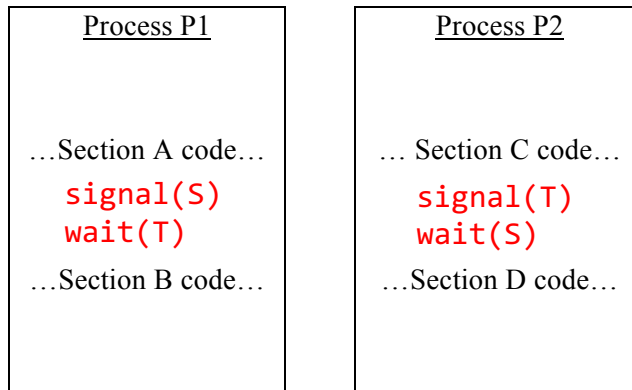 Process P1
…Section A code…
signal(S)
wait(T)
…Section B code…
Process P2
… Section C code…
signal(T)
wait(S)
…Section D code…